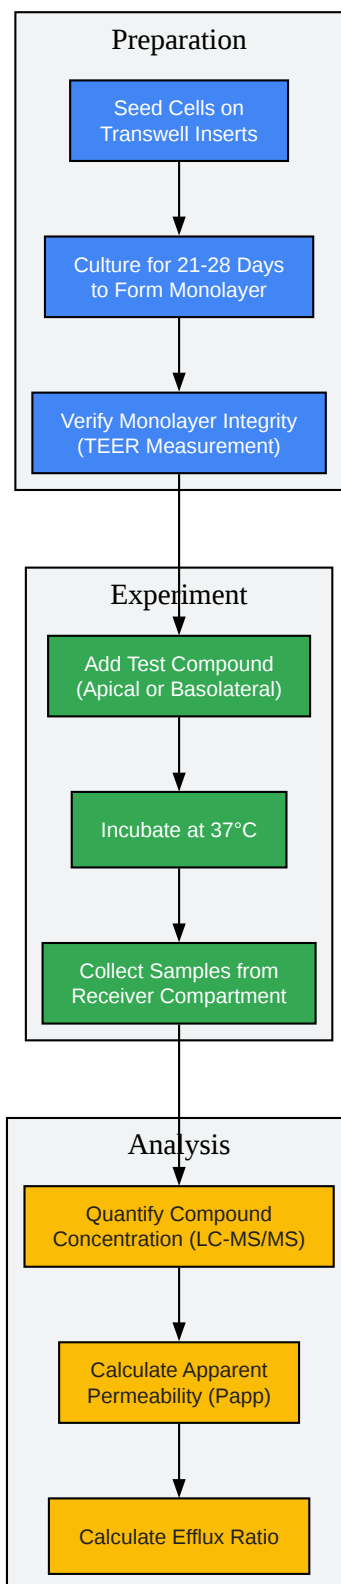 Preparation
Seed Cells on
Transwell Inserts
Culture for 21-28 Days
to Form Monolayer
Verify Monolayer Integrity
(TEER Measurement)
Experiment
Add Test Compound
(Apical or Basolateral)
Incubate at 37°C
Collect Samples from
Receiver Compartment
Analysis
Quantify Compound
Concentration (LC-MS/MS)
Calculate Apparent
Permeability (Papp)
Calculate Efflux Ratio